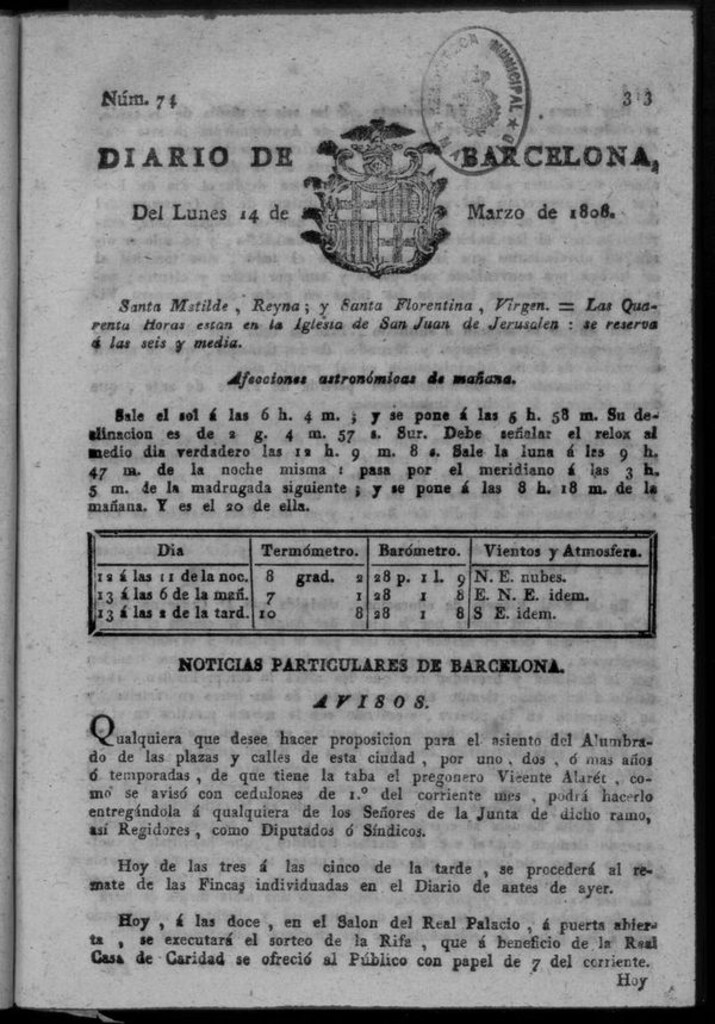 Núm. 74
313
HEMEROTECA MUNICIPAL
DIARIO DE BARCELONA,
Del Lunes 14 de Marzo de 1808.
Santa Matilde , Reyna ; y Santa Florentina , Virgen. = Las Qua-
renta Horas estan en la Iglesia de San Juan de Jerusalen : se reserva
á las seis y media.
Afecciones astronómicas de mañana.
Sale el sol á las 6 h. 4 m. ; y se pone á las 5 h. 58 m. Su de-
clinacion es de 2 g. 4 m. 57 s. Sur. Debe señalar el relox al
medio dia verdadero las 12 h. 9 m. 8 s. Sale la luna á las 9 h.
47 m. de la noche misma : pasa por el meridiano á las 3 h.
5 m. de la madrugada siguiente ; y se pone á las 8 h. 18 m. de la
mañana. Y es el 20 de ella.
Dia Termómetro. Barómetro. Vientos y Atmosfera.
12 á las 11 de la noc. 8 grad. 2 28 p. 1 l. 9 N. E. nubes.
13 á las 6 de la mañ. 7 1 28 1 8 E. N. E. idem.
13 á las 2 de la tard. 10 8 28 1 8 S E. idem.
NOTICIAS PARTICULARES DE BARCELONA.
AVISOS.
Qualquiera que desee hacer proposicion para el asiento del Alumbra-
do de las plazas y calles de esta ciudad , por uno , dos , ó mas años
ó temporadas , de que tiene la taba el pregonero Vicente Alarét , co-
mo se avisó con cedulones de 1.º del corriente mes , podrá hacerlo
entregándola á qualquiera de los Señores de la Junta de dicho ramo,
así Regidores , como Diputados ó Síndicos.
Hoy de las tres á las cinco de la tarde , se procederá al re-
mate de las Fincas individuadas en el Diario de antes de ayer.
Hoy , á las doce , en el Salon del Real Palacio , á puerta abier-
ta , se executará el sorteo de la Rifa , que á beneficio de la Real
Casa de Caridad se ofreció al Público con papel de 7 del corriente.
Hoy